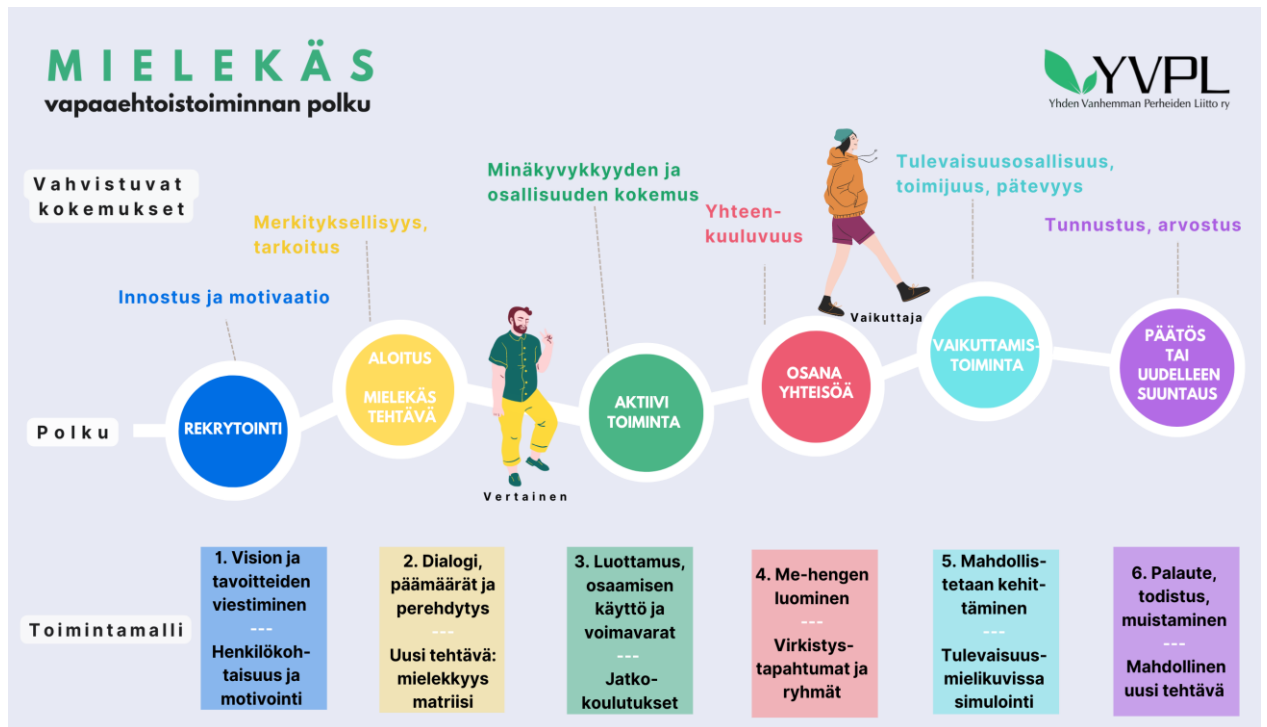 MIELEKÄS
vapaaehtoistoiminnan polku
YVPL
Yhden Vanhemman Perheiden Liitto ry
Vahvistuvat
kokemukset
Innostus ja motivaatio
Merkityksellisyys,
tarkoitus
Minäkyvykkyyden ja
osallisuuden kokemus
Yhteen-
kuuluvuus
Tulevaisuusosallisuus,
toimijuus, pätevyys
Tunnustus, arvostus
Polku
REKRYTOINTI
ALOITUS
MIELEKÄS
TEHTÄVÄ
Vertainen
AKTIIVI
TOIMINTA
OSANA
YHTEISÖÄ
Vaikuttaja
VAIKUTTAMIS-
TOIMINTA
PÄÄTÖS
TAI
UUDELLEEN
SUUNTAUS
Toimintamalli
1. Vision ja
tavoitteiden
viestiminen
---
Henkilökoh-
taisuus ja
motivointi
2. Dialogi,
päämäärät ja
perehdytys
---
Uusi tehtävä:
mielekkyys
matriisi
3. Luottamus,
osaamisen
käyttö ja
voimavarat
---
Jatko-
koulutukset
4. Me-hengen
luominen
---
Virkistys-
tapahtumat ja
ryhmät
5. Mahdollis-
tetaan kehit-
täminen
---
Tulevaisuus-
mielikuvissa
simulointi
6. Palaute,
todistus,
muistaminen
---
Mahdollinen
uusi tehtävä